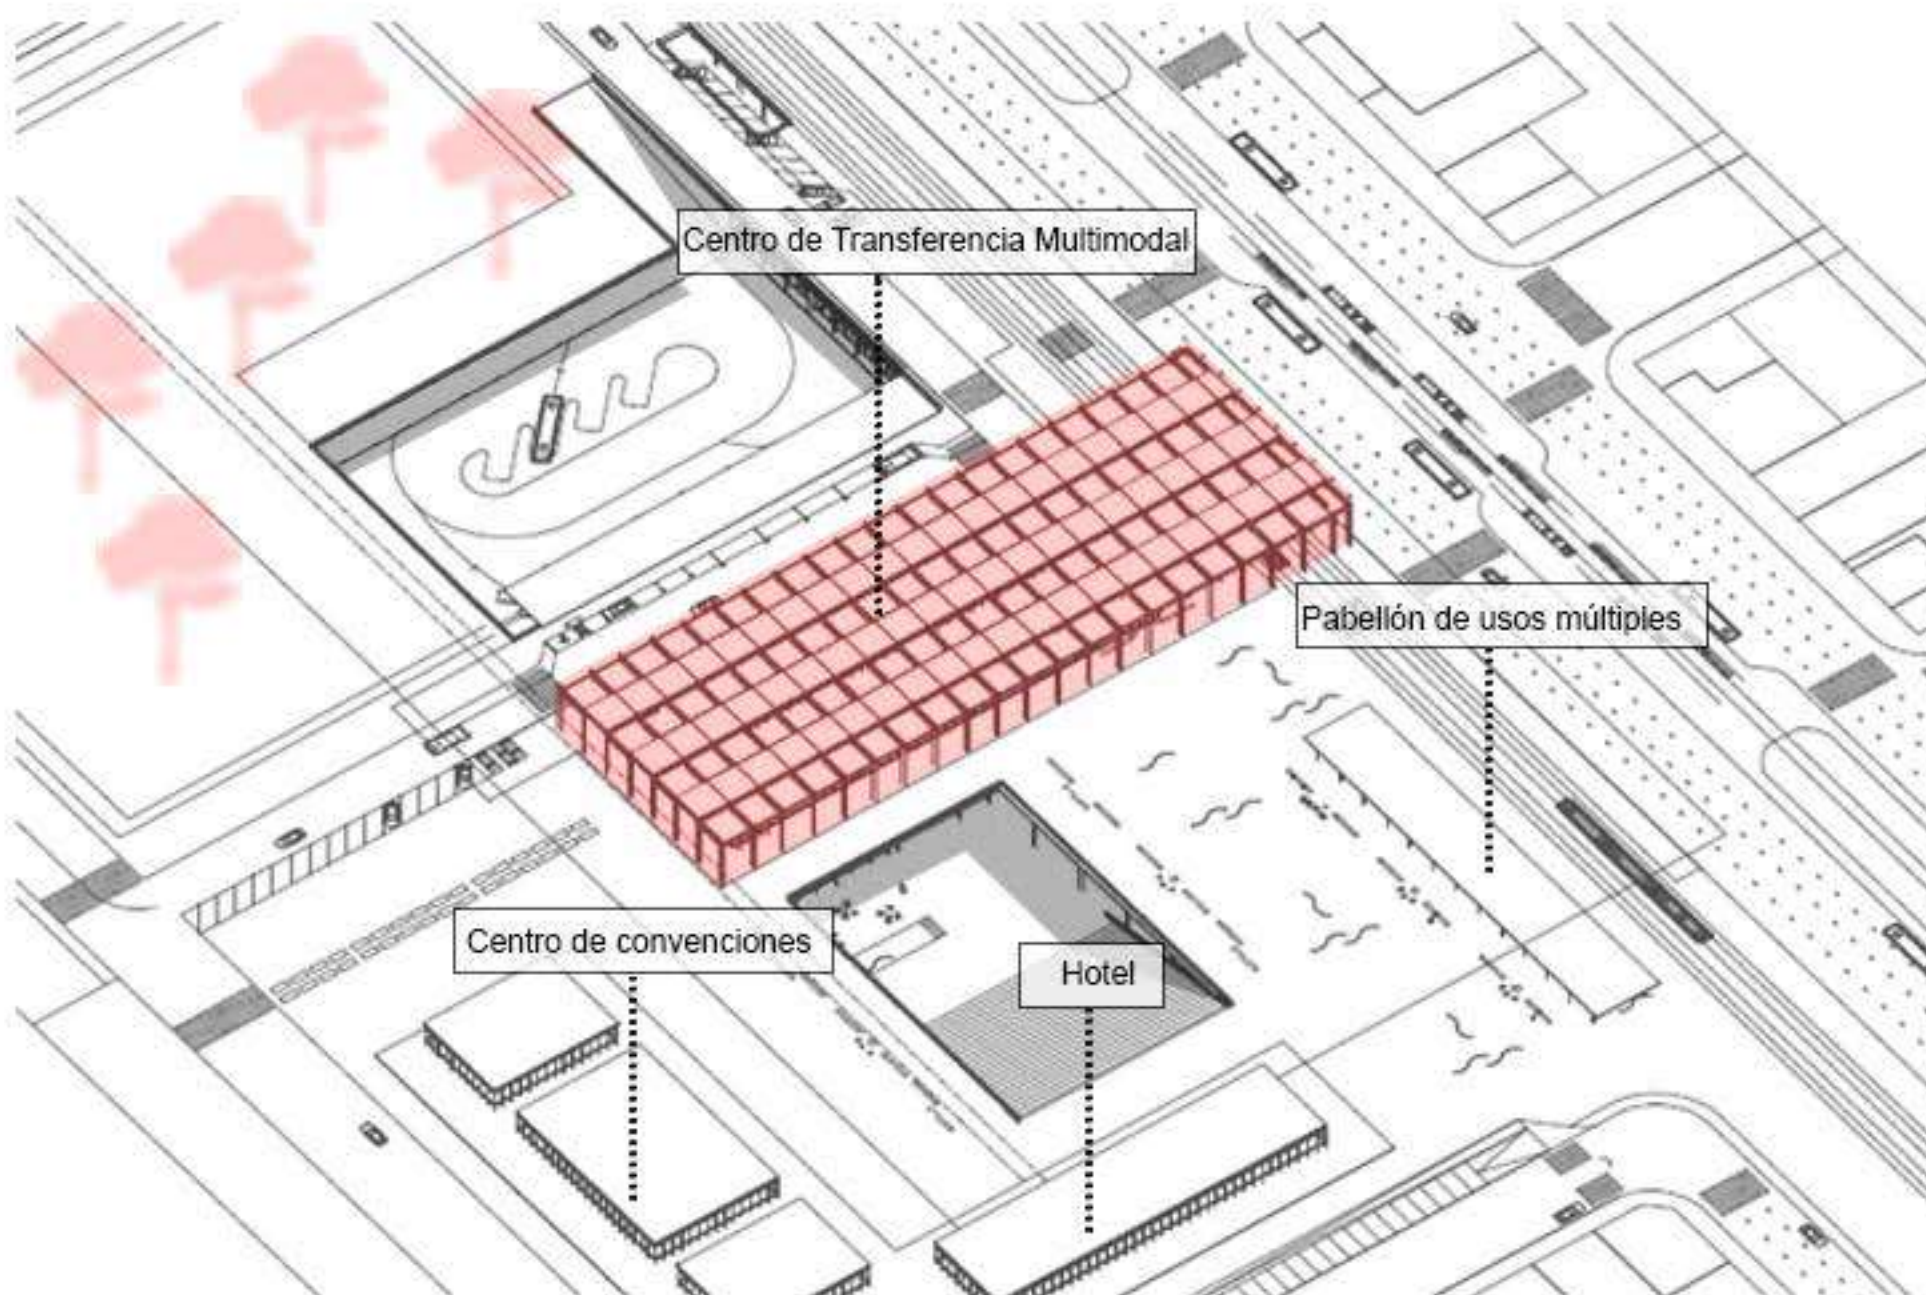 Centro de Transferencia Multimodal
Pabellón de usos múltiples
Centro de convenciones
Hotel